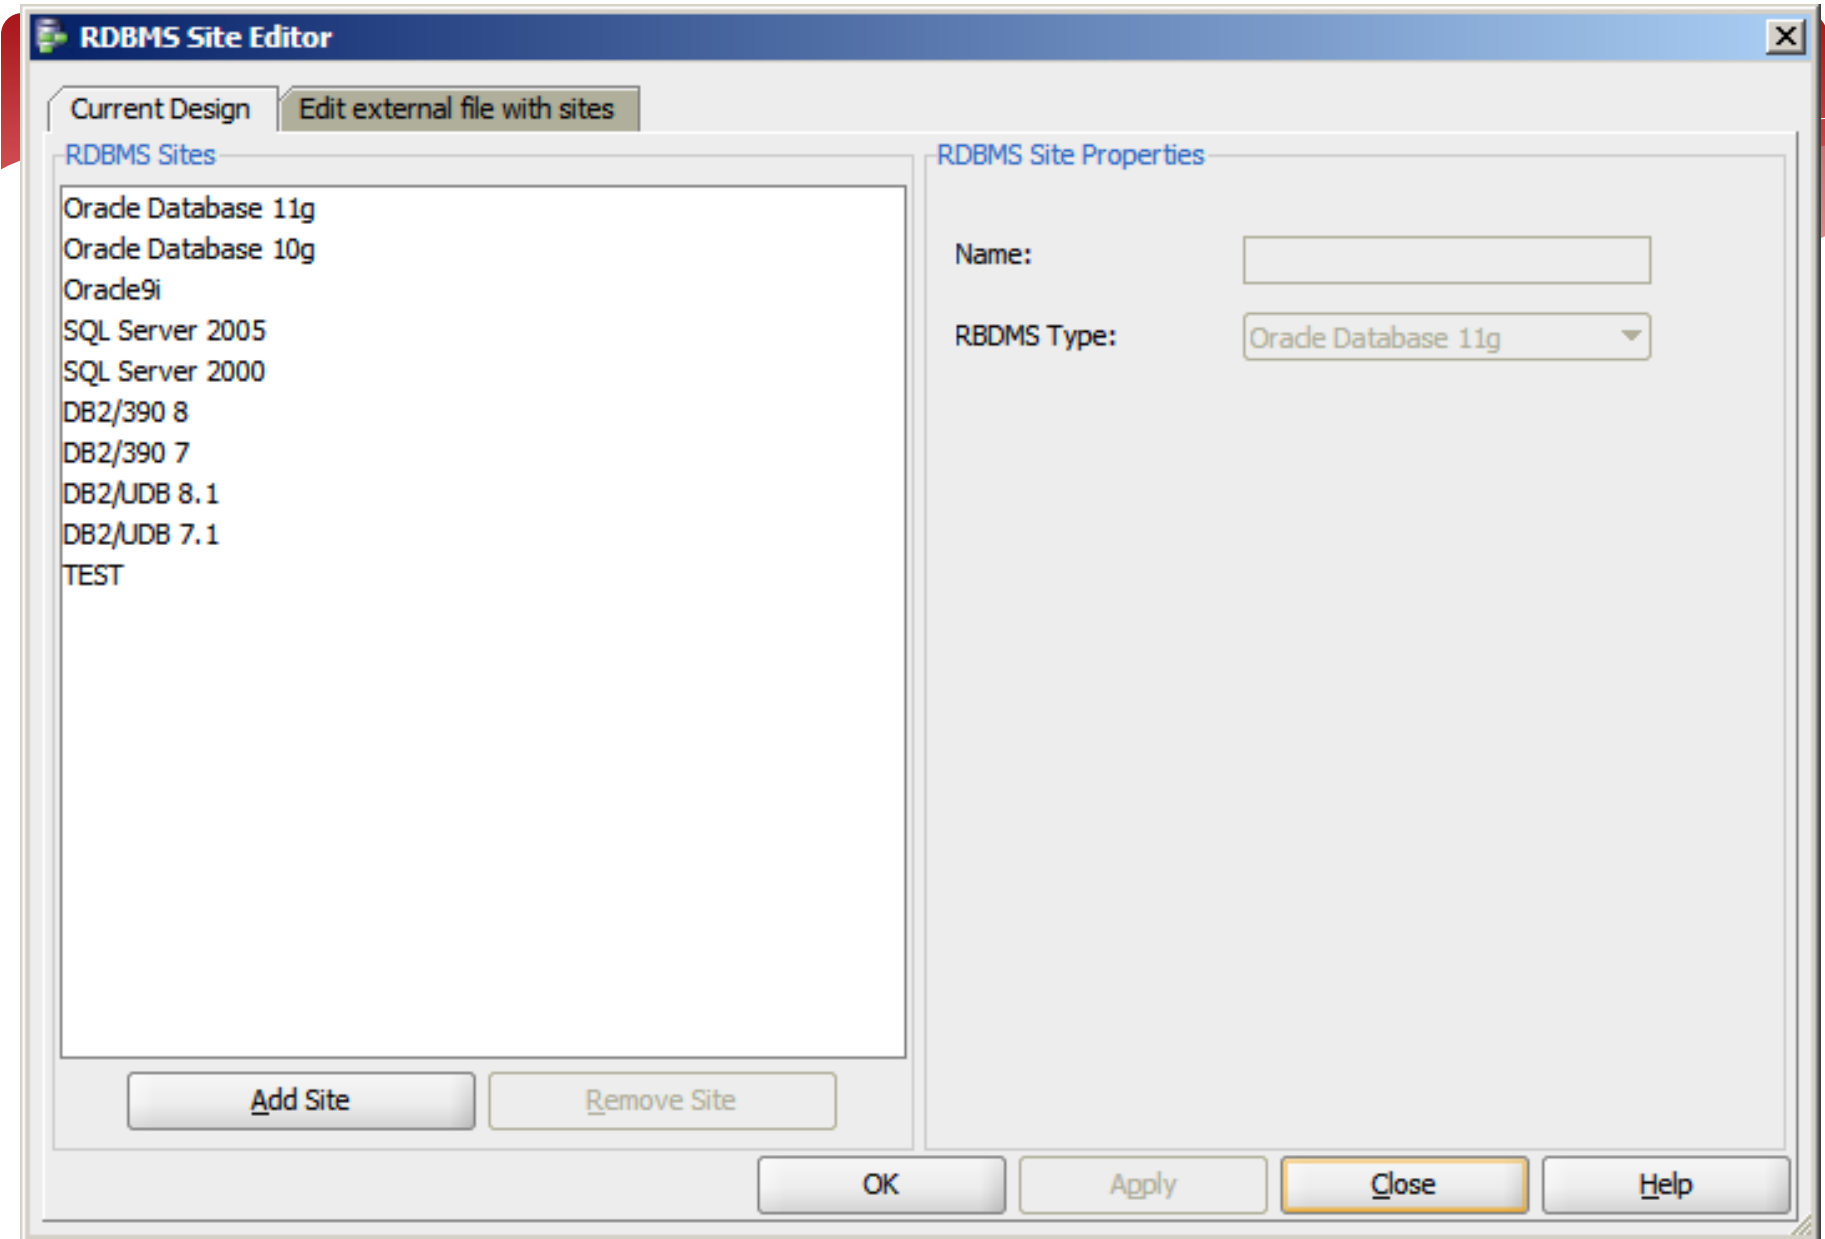 RDBMS Site Editor
Current Design
Edit external file with sites
RDBMS Sites
Oracle Database 11g
Oracle Database 10g
Oracle9i
SQL Server 2005
SQL Server 2000
DB2/390 8
DB2/390 7
DB2/UDB 8.1
DB2/UDB 7.1
TEST
Add Site
Remove Site
RDBMS Site Properties
Name:
RBDMS Type:
Oracle Database 11g
OK
Apply
Close
Help